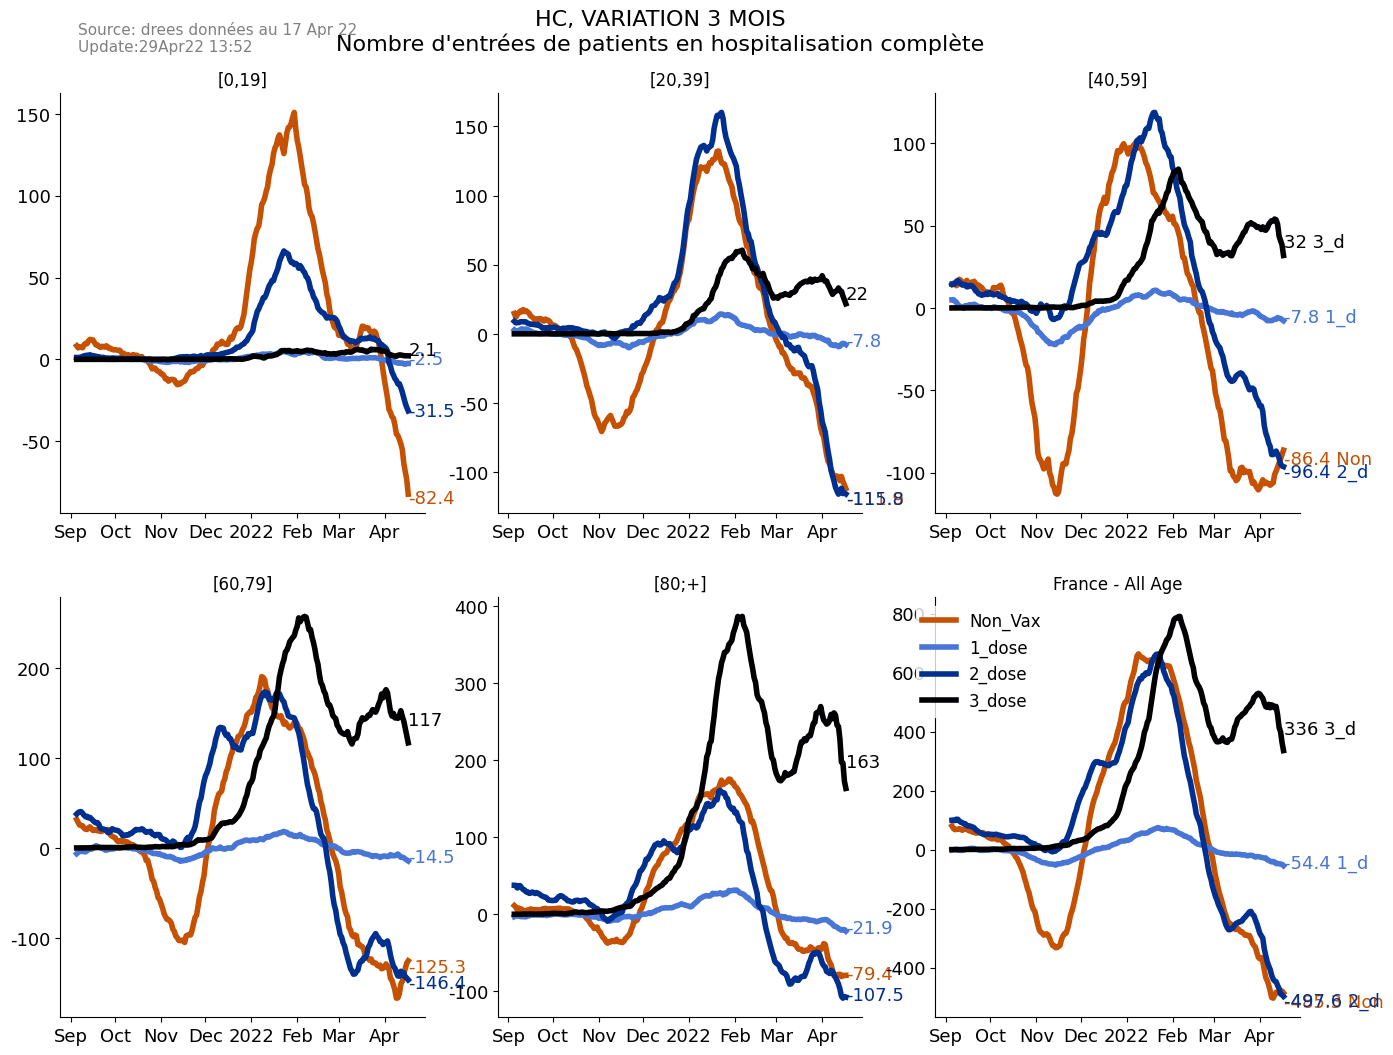 HC, VARIATION 3 MOIS
Source: drees données au 17 Apr 22
Nombre d'entrées de patients en hospitalisation complète
Update:29Apr22 13:52
[0,19]
150
100
50
0
-50
2.1
-2.5
-31.5
-82.4
Sep Oct Nov Dec 2022 Feb Mar Apr
[20,39]
150
100
50
0
-50
-100
22
-7.8
-115.8
Sep Oct Nov Dec 2022 Feb Mar Apr
[40,59]
100
50
0
-50
-100
32 3_d
-7.8 1_d
-86.4 Non
-96.4 2_d
Sep Oct Nov Dec 2022 Feb Mar Apr
[60,79]
200
100
0
-100
117
-14.5
-125.3
-146.4
Sep Oct Nov Dec 2022 Feb Mar Apr
[80;+]
400
300
200
100
0
-100
163
-21.9
-79.4
-107.5
Sep Oct Nov Dec 2022 Feb Mar Apr
France - All Age
800
600
400
200
0
-200
-400
Non_Vax
1_dose
2_dose
3_dose
336 3_d
-54.4 1_d
-497.6 2_d
Non
Sep Oct Nov Dec 2022 Feb Mar Apr